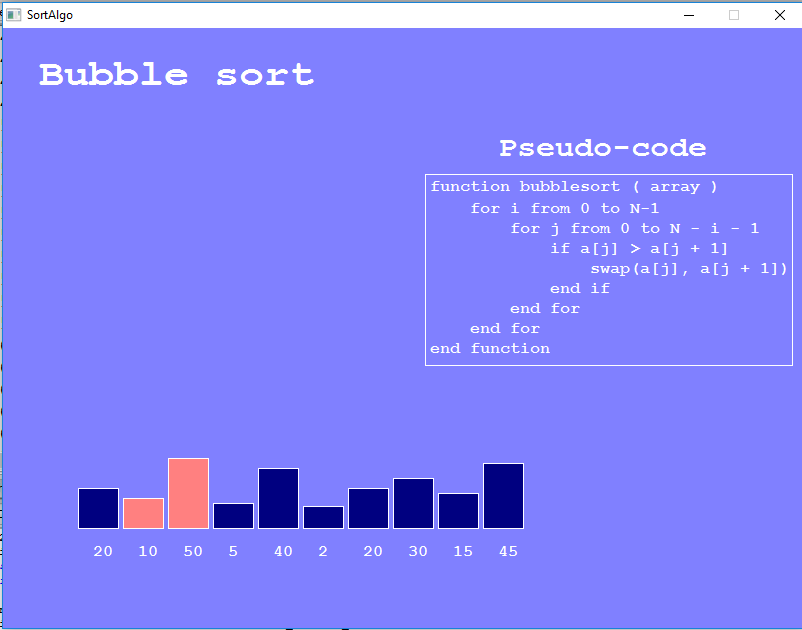 SortAlgo
Bubble sort
Pseudo-code
function bubblesort ( array )
for i from 0 to N-1
for j from 0 to N - i - 1
if a[j] > a[j + 1]
swap(a[j], a[j + 1])
end if
end for
end for
end function
20 10 50 5 40 2 20 30 15 45